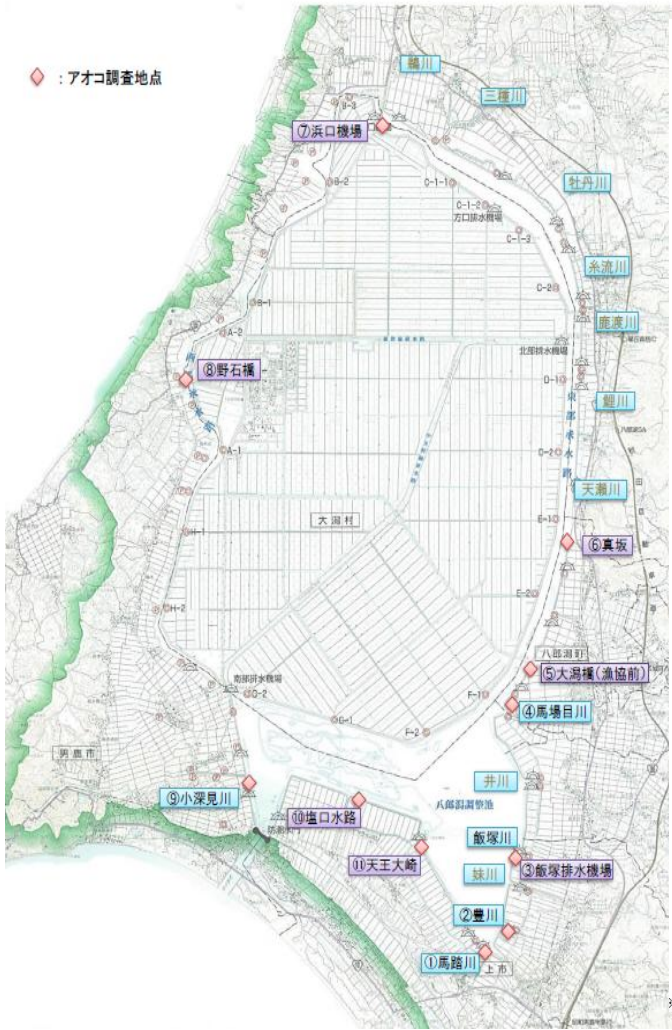 ：アオコ調査地点
鵜川
三種川
⑦浜口機場
B-3
B-2
C-1-1
牡丹川
C-1-2
方口排水機場
C-1-3
糸流川
C-2
B-1
鹿渡川
A-2
北部排水機場
⑧野石橋
D-1
鯉川
東部承水路
A-1
D-2
天瀬川
大潟村
E-1
H-1
⑥真坂
E-2
H-2
八郎潟町
⑤大潟橋(漁協前)
南部排水機場
G-2
F-1
④馬場目川
G-1
F-2
男鹿市
井川
⑨小深見川
⑩塩口水路
八郎潟調整池
防潮水門
飯塚川
⑪天王大崎
③飯塚排水機場
妹川
②豊川
①馬踏川